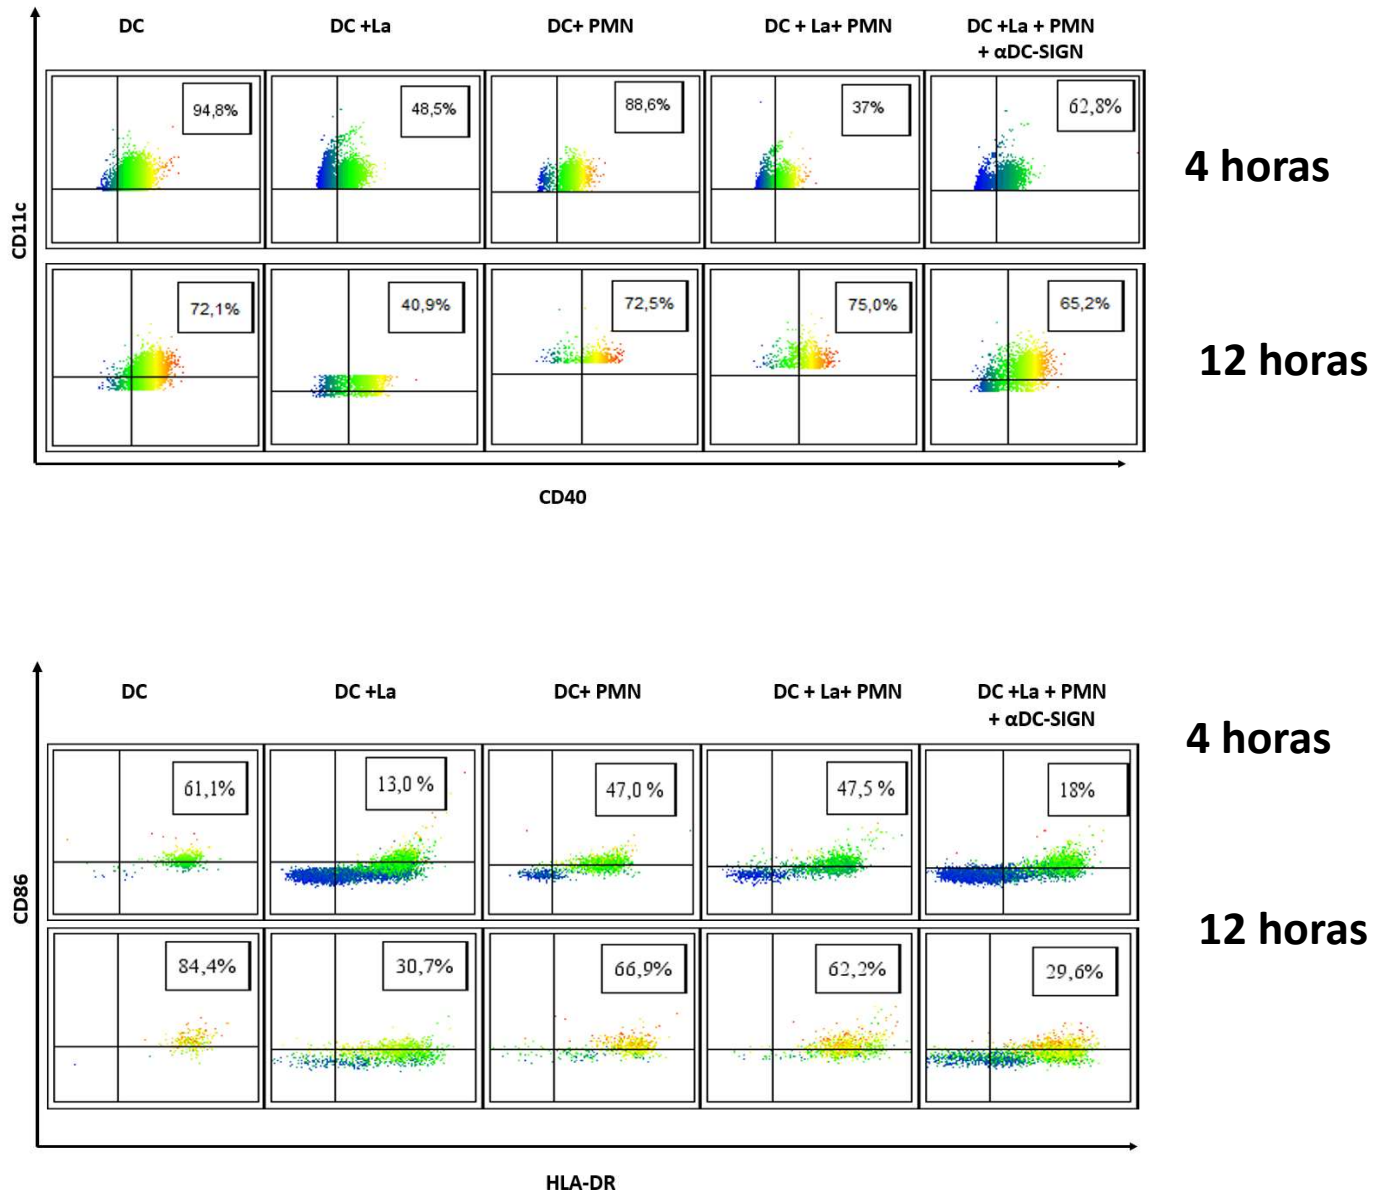 DC
DC +La
DC+ PMN
DC + La+ PMN
DC +La + PMN
+ αDC-SIGN
94,8%
48,5%
88,6%
37%
62,8%
4 horas
CD11c
72,1%
40,9%
72,5%
75,0%
65,2%
12 horas
CD40
DC
DC +La
DC+ PMN
DC + La+ PMN
DC +La + PMN
+ αDC-SIGN
4 horas
61,1%
13,0 %
47,0 %
47,5 %
18%
CD86
12 horas
84,4%
30,7%
66,9%
62,2%
29,6%
HLA-DR